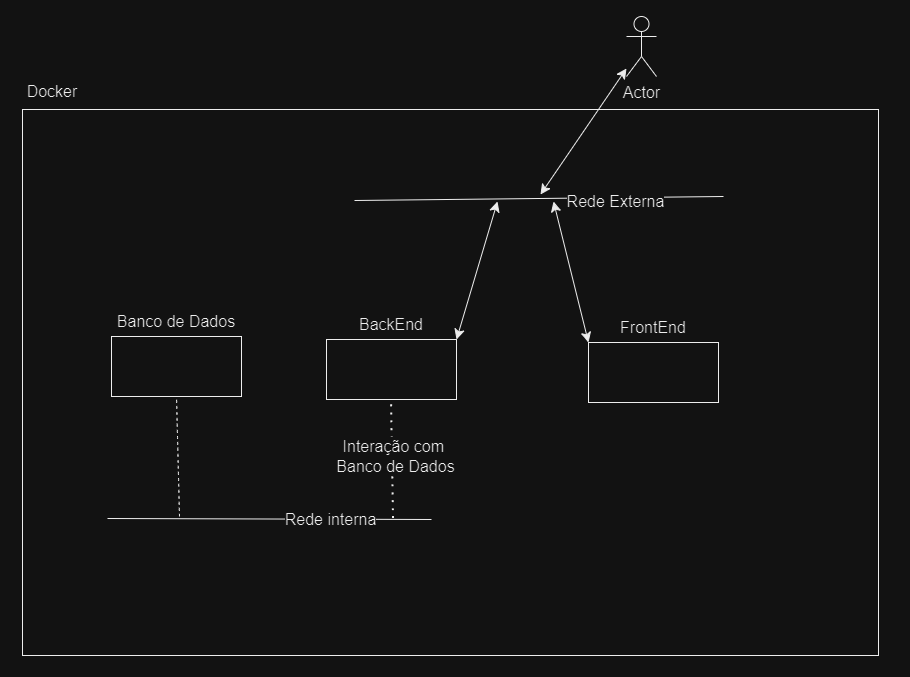 Actor
Docker
Rede Externa
Banco de Dados
BackEnd
FrontEnd
Interação com
Banco de Dados
Rede interna